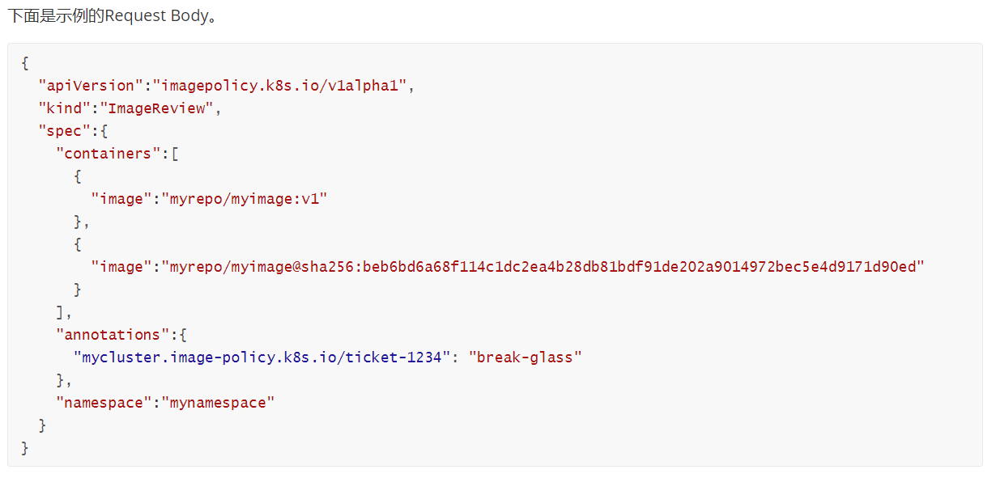 下面是示例的Request Body。
{
  "apiVersion":"imagepolicy.k8s.io/v1alpha1",
  "kind":"ImageReview",
  "spec":{
    "containers":[
      {
        "image":"myrepo/myimage:v1"
      },
      {
        "image":"myrepo/myimage@sha256:beb6bd6a68f114c1dc2ea4b28db81bdf91de202a9014972bec5e4d9171d90ed"
      }
    ],
    "annotations":{
      "mycluster.image-policy.k8s.io/ticket-1234": "break-glass"
    },
    "namespace":"mynamespace"
  }
}